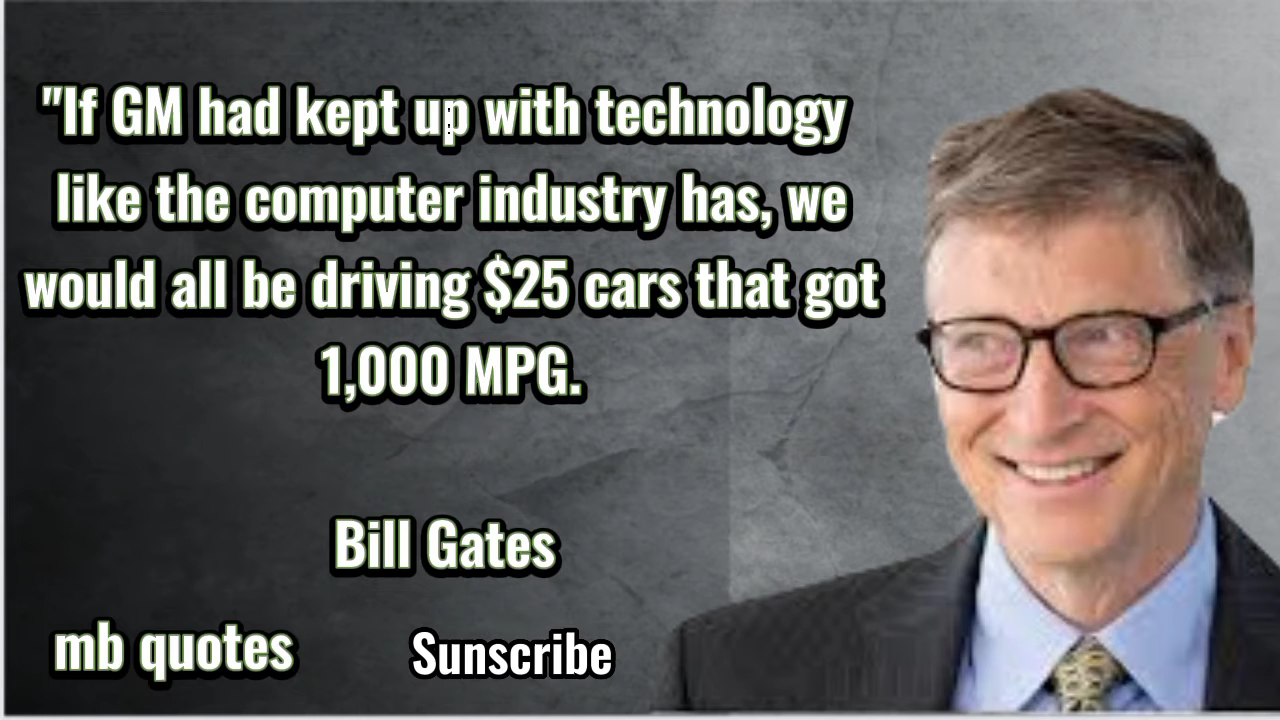 "If GM had kept up with technology
like the computer industry has, we
would all be driving $25 cars that got
1,000 MPG.
Bill Gates
mb quotes
Sunscribe